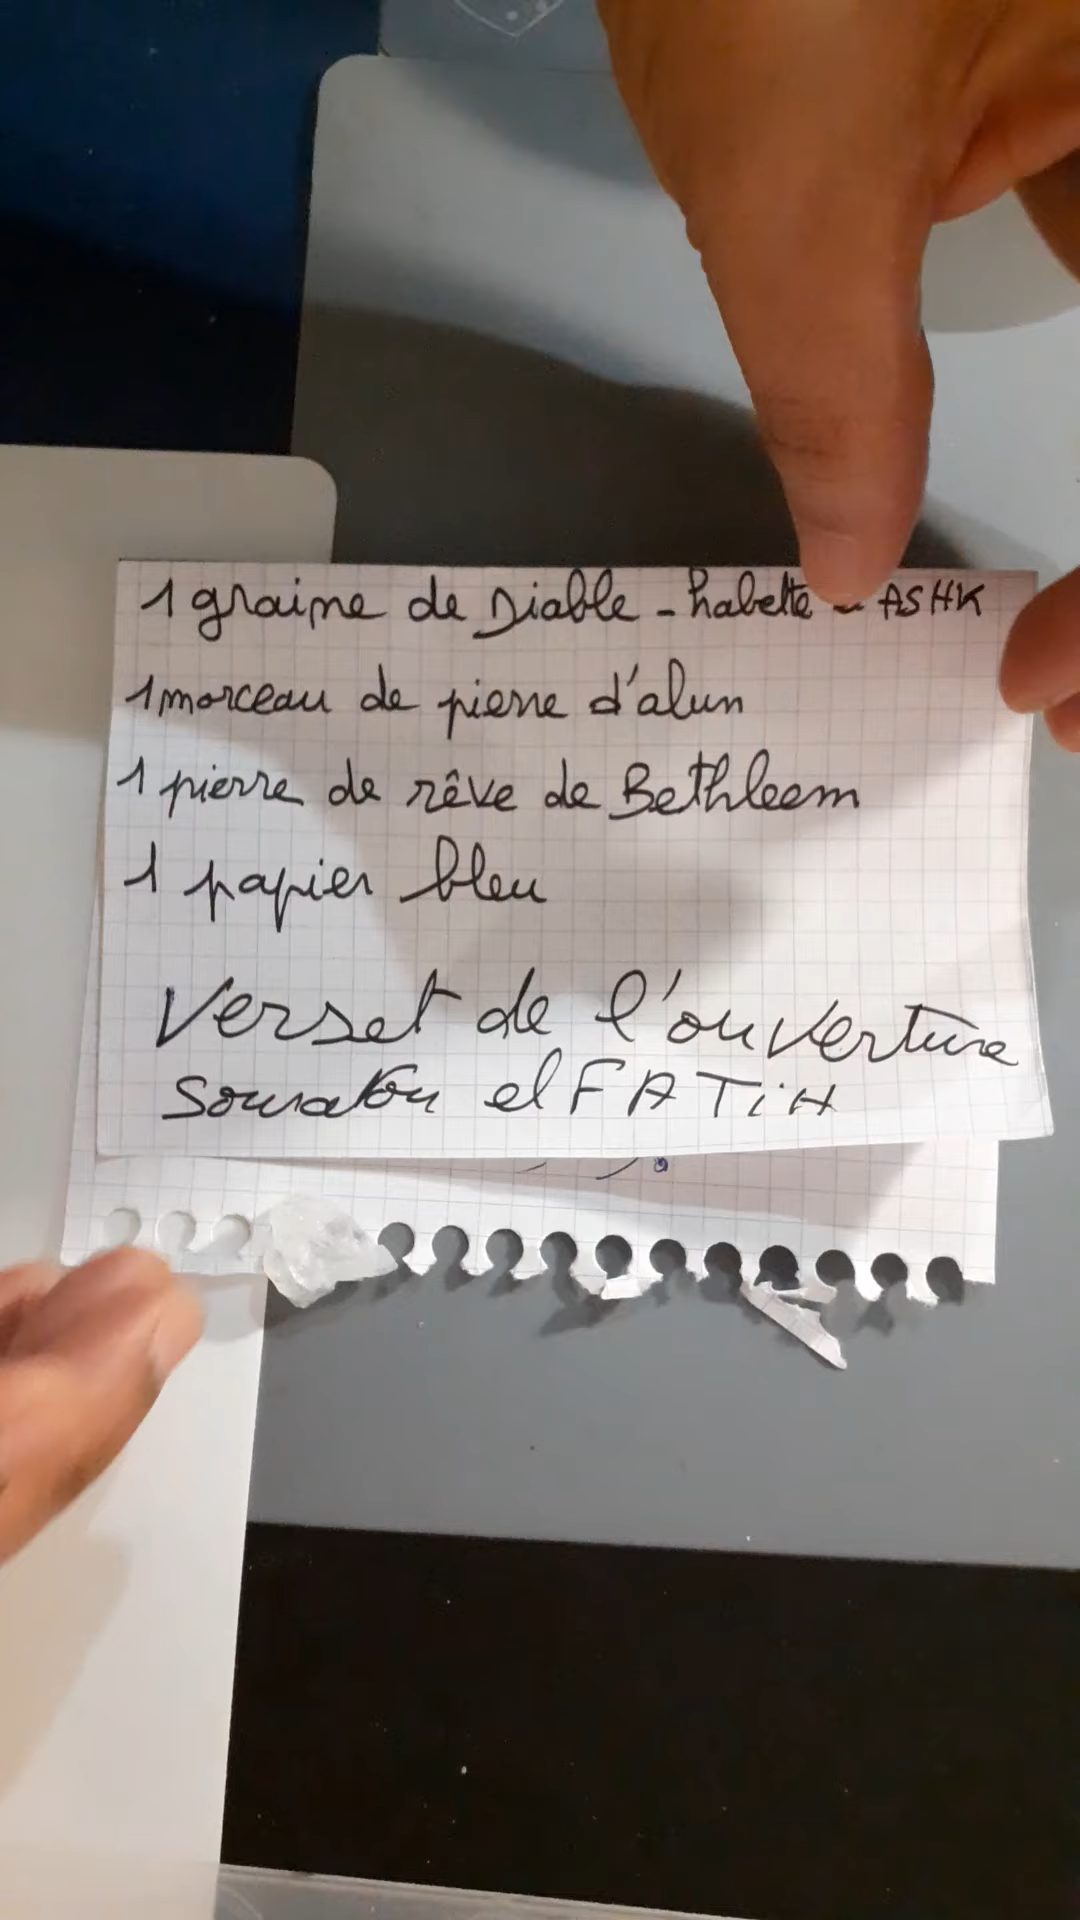 1 graine de Diable - habette - ASHK
1 morceau de pierre d'alun
1 pierre de rêve de Bethleem
1 papier bleu
Verset de l'ouverture
Souratou el FATiH